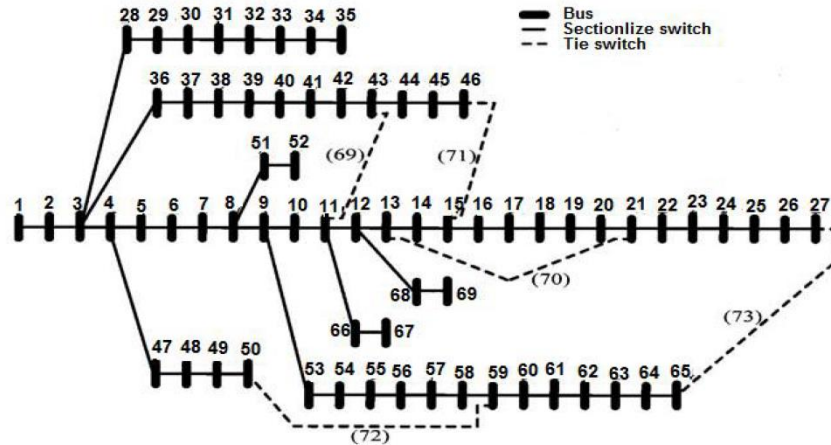 28 29 30 31 32 33 34 35
Bus
Sectionlize switch
Tie switch
36 37 38 39 40 41 42 43 44 45 46
51 52
(69)
(71)
1 2 3 4 5 6 7 8 9 10 11 12 13 14 15 16 17 18 19 20 21 22 23 24 25 26 27
(70)
68 69
66 67
(73)
47 48 49 50
53 54 55 56 57 58 59 60 61 62 63 64 65
(72)